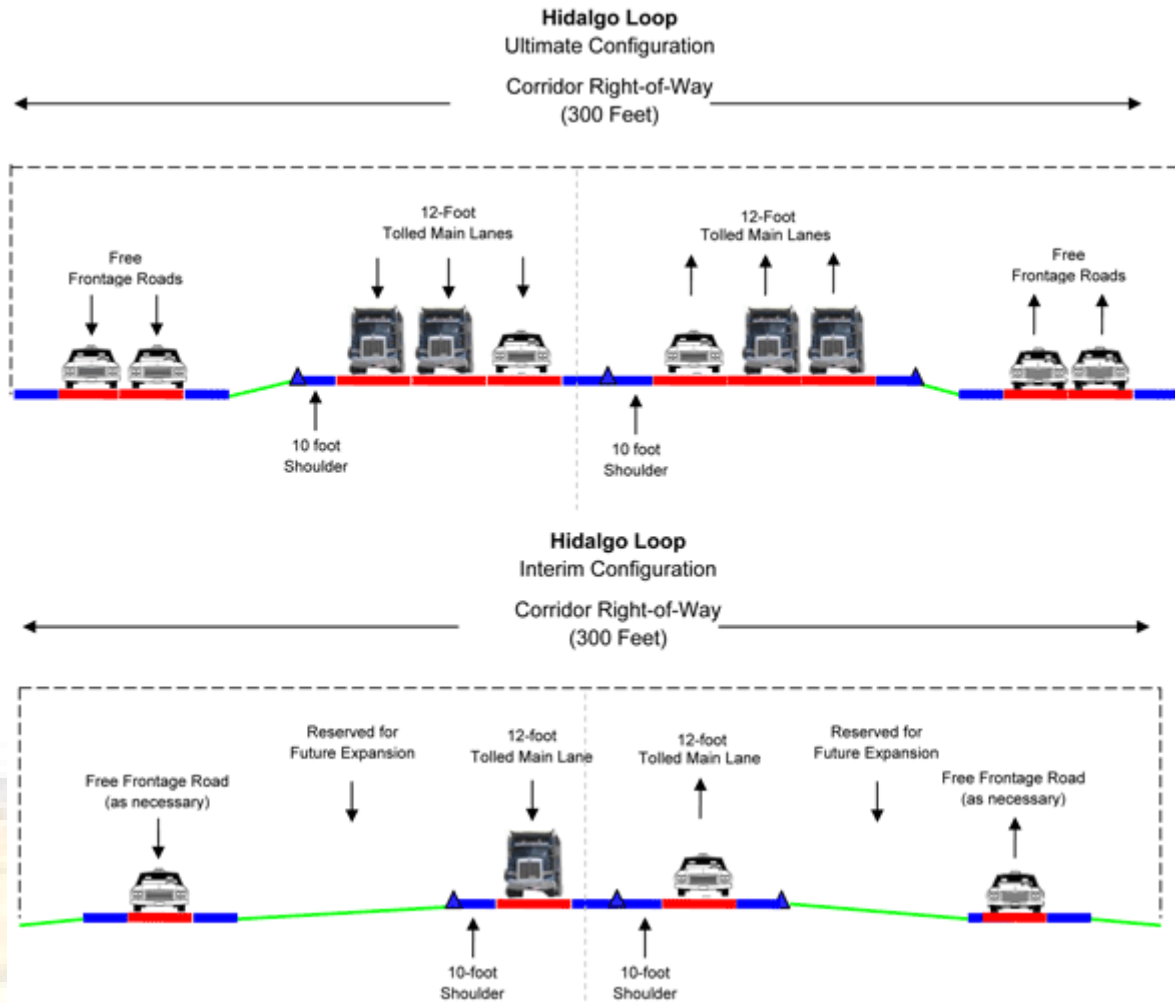 Hidalgo Loop
Ultimate Configuration
Corridor Right-of-Way
(300 Feet)
12-Foot
Tolled Main Lanes
12-Foot
Tolled Main Lanes
Free
Frontage Roads
Free
Frontage Roads
10 foot
Shoulder
10 foot
Shoulder
Hidalgo Loop
Interim Configuration
Corridor Right-of-Way
(300 Feet)
Reserved for
Future Expansion
12-foot
Tolled Main Lane
12-foot
Tolled Main Lane
Reserved for
Future Expansion
Free Frontage Road
(as necessary)
Free Frontage Road
(as necessary)
10-foot
Shoulder
10-foot
Shoulder